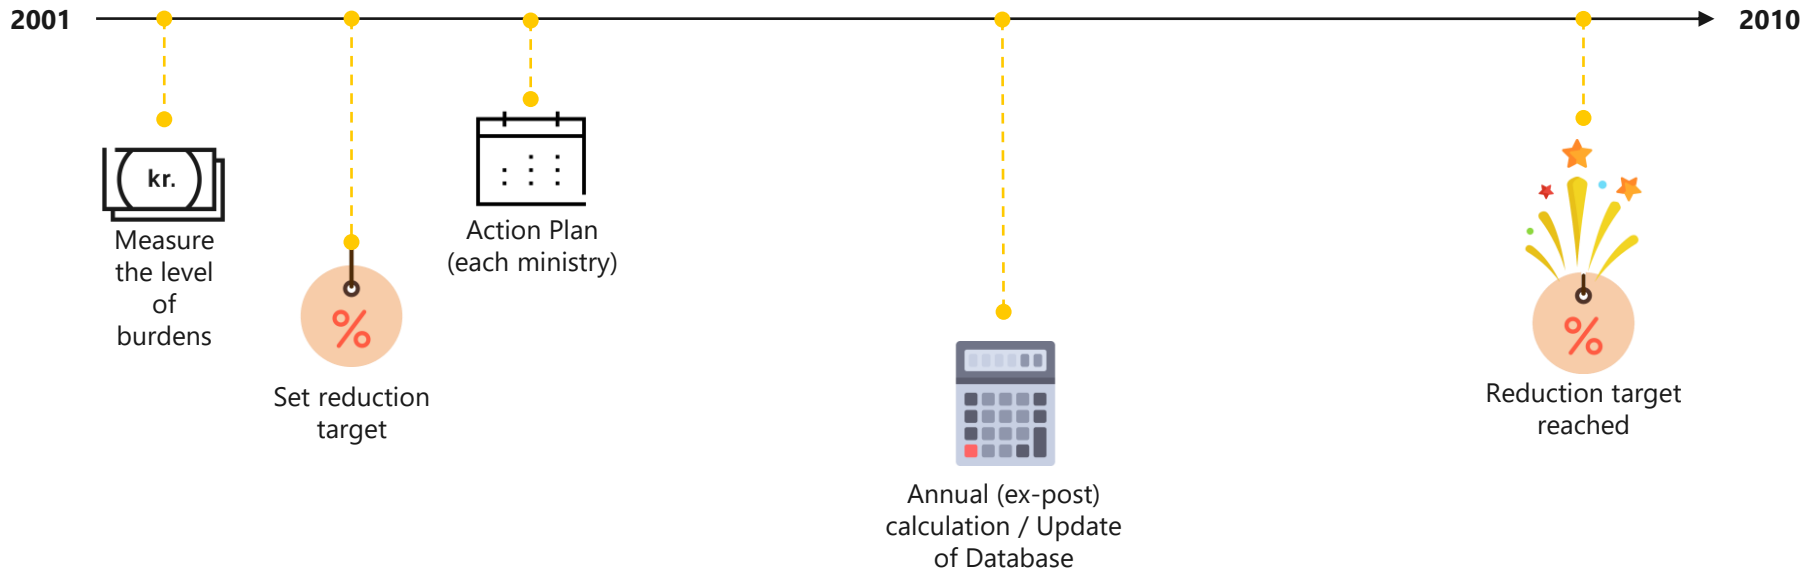 2001
2010
kr.
Measure
the level
of
burdens
%
Set reduction
target
Action Plan
(each ministry)
Annual (ex-post)
calculation / Update
of Database
%
Reduction target
reached